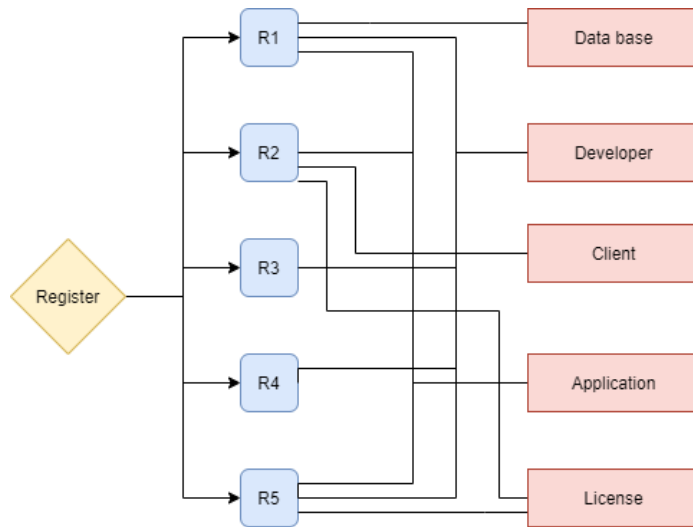 R1
Data base
R2
Developer
Client
R3
Register
R4
Application
R5
License